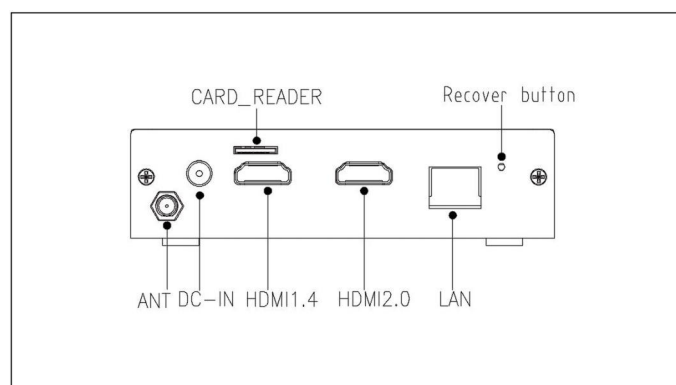 CARD_READER
Recover button
ANT
DC-IN
HDMI1.4
HDMI2.0
LAN